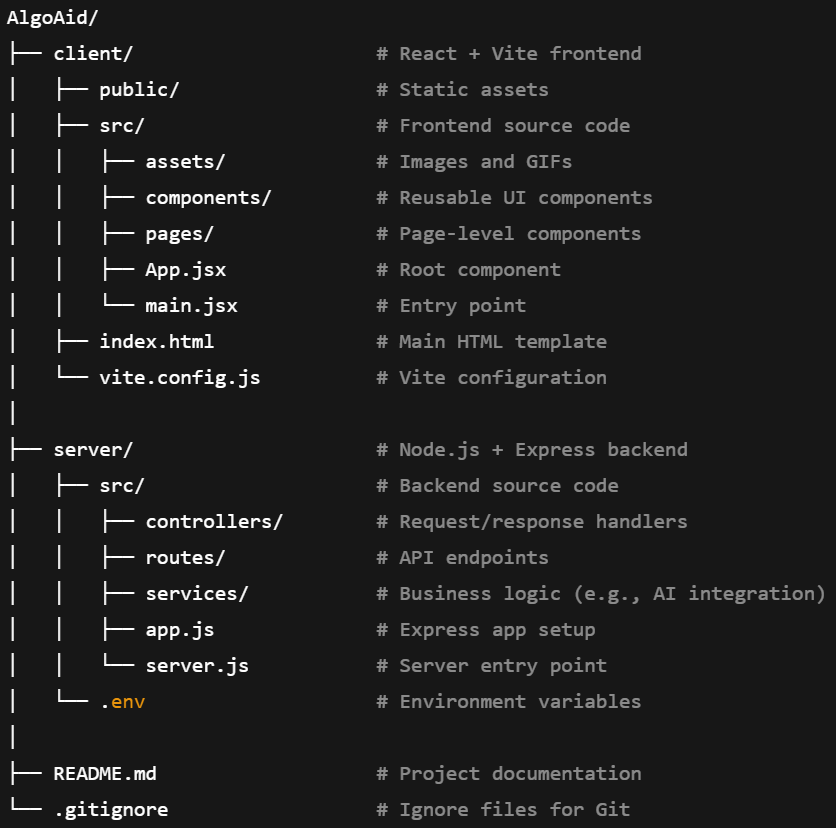 AlgoAid/
├── client/                     # React + Vite frontend
│   ├── public/                 # Static assets
│   ├── src/                    # Frontend source code
│   │   ├── assets/             # Images and GIFs
│   │   ├── components/         # Reusable UI components
│   │   ├── pages/              # Page-level components
│   │   ├── App.jsx             # Root component
│   │   └── main.jsx            # Entry point
│   ├── index.html              # Main HTML template
│   └── vite.config.js          # Vite configuration
│
├── server/                     # Node.js + Express backend
│   ├── src/                    # Backend source code
│   │   ├── controllers/        # Request/response handlers
│   │   ├── routes/             # API endpoints
│   │   ├── services/           # Business logic (e.g., AI integration)
│   │   ├── app.js              # Express app setup
│   │   └── server.js           # Server entry point
│   └── .env                    # Environment variables
│
├── README.md                   # Project documentation
└── .gitignore                  # Ignore files for Git